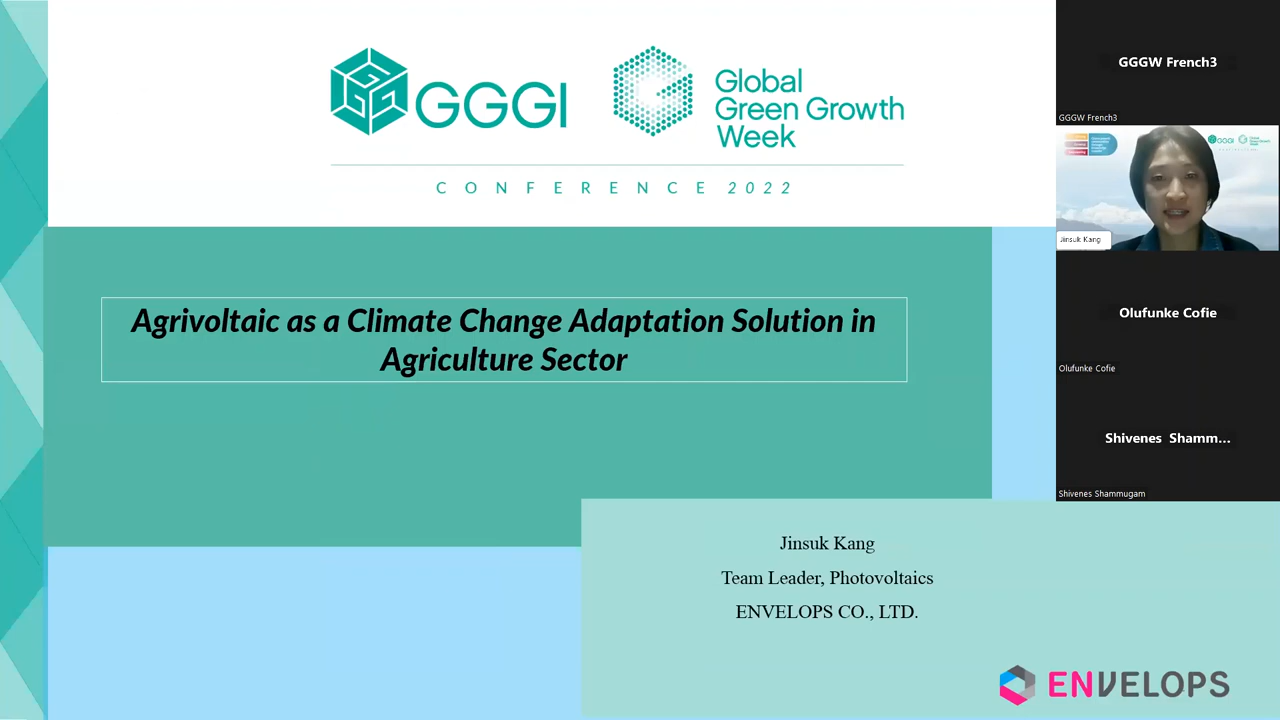 GGGI
Global
Green Growth
Week
CONFERENCE 2022
Agrivoltaic as a Climate Change Adaptation Solution in
Agriculture Sector
Jinsuk Kang
Team Leader, Photovoltaics
ENVELOPS CO., LTD.
ENVELOPS
GGGW French3
GGGW French3
Jinsuk Kang
Olufunke Cofie
Olufunke Cofie
Shivenes Shamm...
Shivenes Shammugam